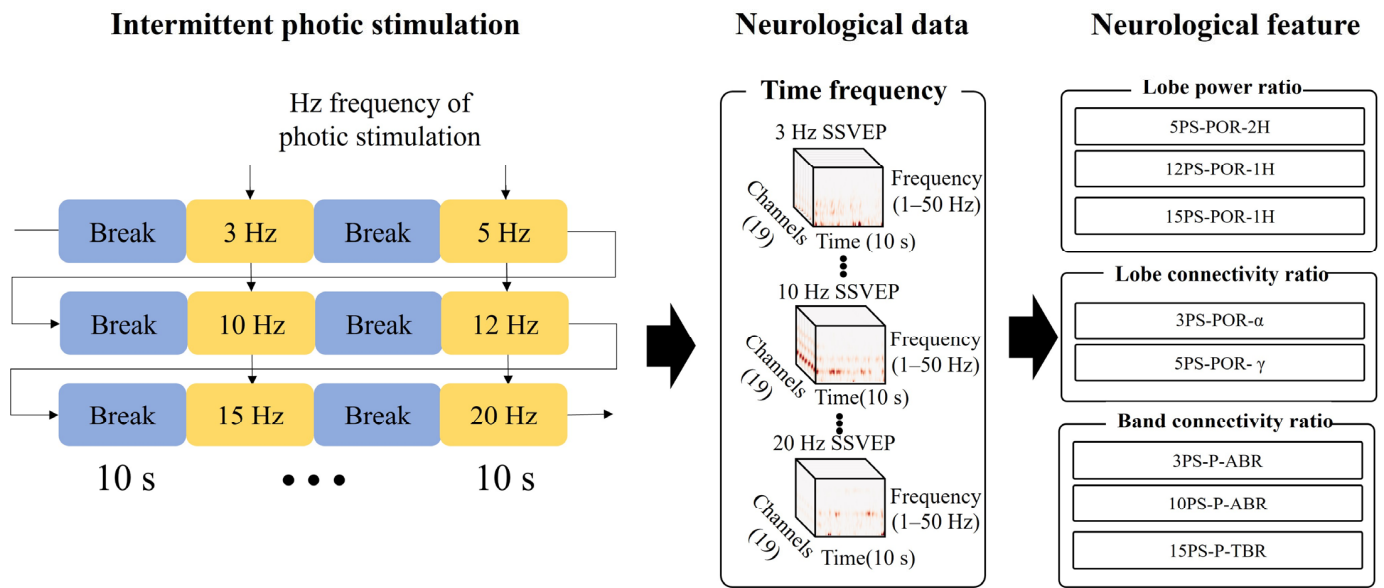 Intermittent photic stimulation
Hz frequency of
photic stimulation
Break 3 Hz Break 5 Hz
Break 10 Hz Break 12 Hz
Break 15 Hz Break 20 Hz
10 s • • • 10 s
Neurological data
Time frequency
3 Hz SSVEP
Channels
(19)
Frequency
(1–50 Hz)
Time (10 s)
10 Hz SSVEP
Channels
(19)
Frequency
(1–50 Hz)
Time(10 s)
20 Hz SSVEP
Channels
(19)
Frequency
(1–50 Hz)
Time(10 s)
Neurological feature
Lobe power ratio
5PS-POR-2H
12PS-POR-1H
15PS-POR-1H
Lobe connectivity ratio
3PS-POR-α
5PS-POR- γ
Band connectivity ratio
3PS-P-ABR
10PS-P-ABR
15PS-P-TBR